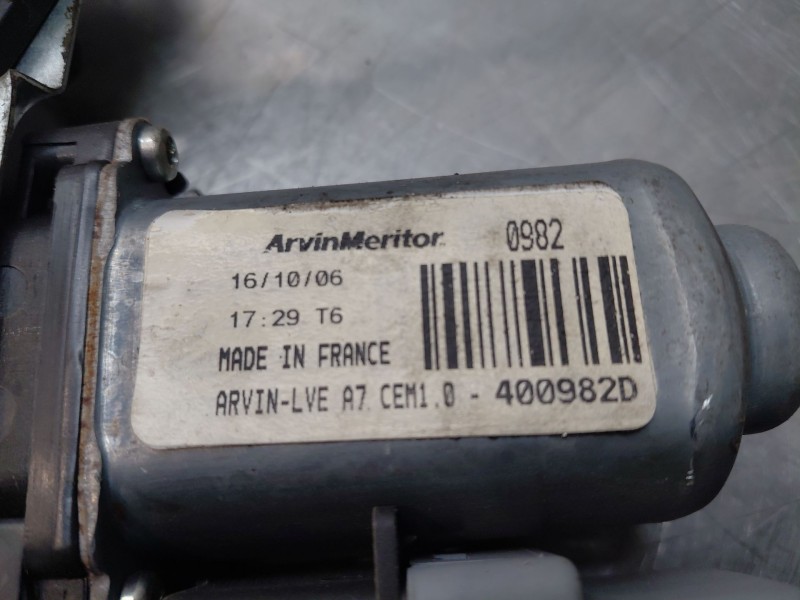 ArvinMeritor 0982
16/10/06
17:29 T6
MADE IN FRANCE
ARVIN-LVE A7 CEM1.0 - 400982D